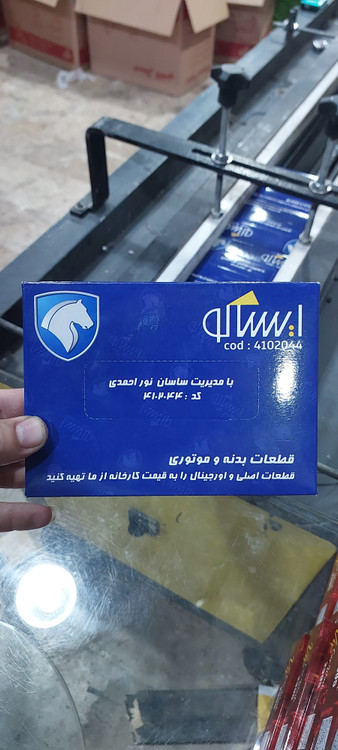 ایساکو
cod : 4102044
با مدیریت ساسان نور احمدی
کد : ۴۱۰۲۰۴۴
قطعات بدنه و موتوری
قطعات اصلی و اورجینال را به قیمت کارخانه از ما تهیه کنید